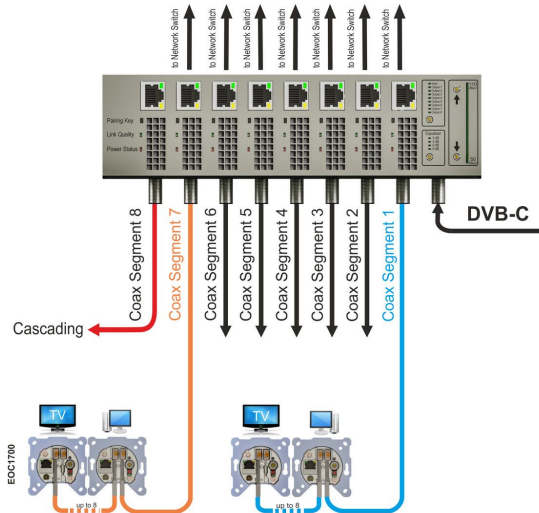 to Network Switch
to Network Switch
to Network Switch
to Network Switch
to Network Switch
to Network Switch
to Network Switch
Pairing Key
Link Quality
Power Status
Equalizer
110
50
DVB-C
Coax Segment 8
Coax Segment 7
Coax Segment 6
Coax Segment 5
Coax Segment 4
Coax Segment 3
Coax Segment 2
Coax Segment 1
Cascading
EOC1700
TV
TV
up to 8
up to 8